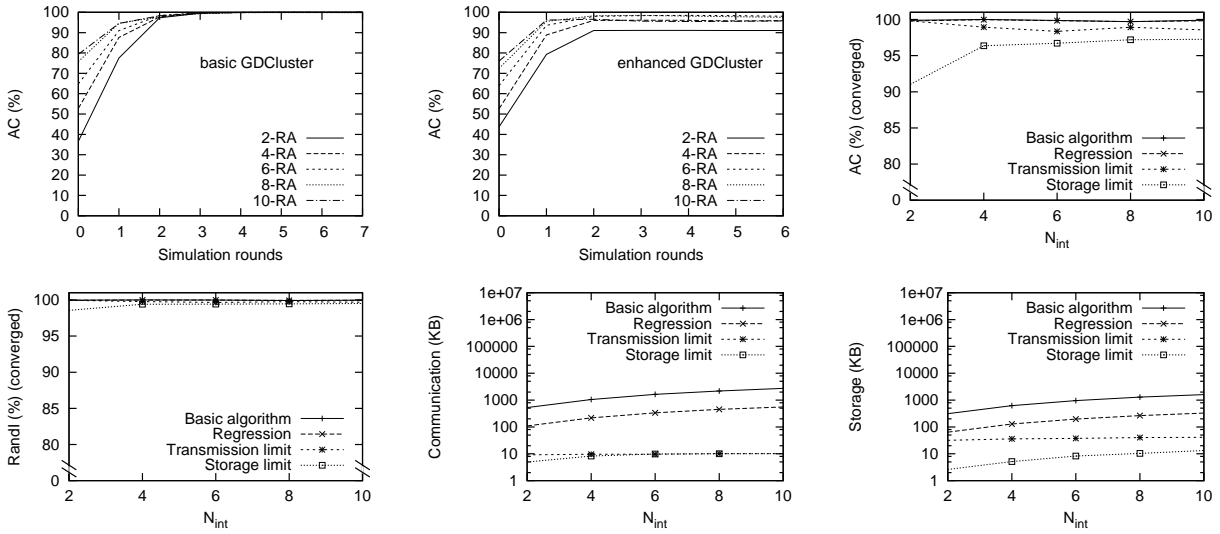 100
90
80
70
60
50
40
30
20
10
0
AC (%)
basic GDCluster
2-RA
4-RA
6-RA
8-RA
10-RA
0 1 2 3 4 5 6 7
Simulation rounds
100
90
80
70
60
50
40
30
20
10
0
AC (%)
enhanced GDCluster
2-RA
4-RA
6-RA
8-RA
10-RA
0 1 2 3 4 5 6
Simulation rounds
100
95
90
80
0
AC (%) (converged)
Basic algorithm
Regression
Transmission limit
Storage limit
2 4 6 8 10
N_int
100
95
90
80
0
RandI (%) (converged)
Basic algorithm
Regression
Transmission limit
Storage limit
2 4 6 8 10
N_int
1e+07
1e+06
100000
10000
1000
100
10
1
Communication (KB)
Basic algorithm
Regression
Transmission limit
Storage limit
2 4 6 8 10
N_int
1e+07
1e+06
100000
10000
1000
100
10
1
Storage (KB)
Basic algorithm
Regression
Transmission limit
Storage limit
2 4 6 8 10
N_int